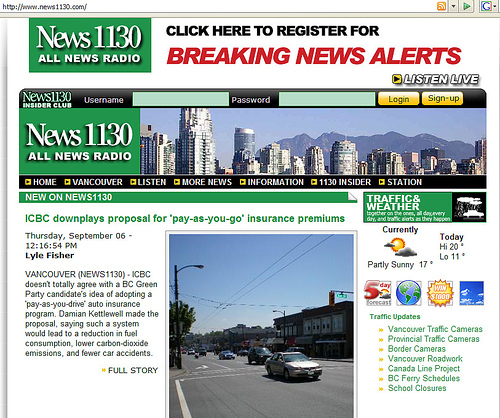 http://www.news1130.com/
News 1130
ALL NEWS RADIO
CLICK HERE TO REGISTER FOR
BREAKING NEWS ALERTS
LISTEN LIVE
News1130
INSIDER CLUB
Username
Password
Login
Sign-up
News 1130
ALL NEWS RADIO
HOME VANCOUVER LISTEN MORE NEWS INFORMATION 1130 INSIDER STATION
NEW ON NEWS1130
ICBC downplays proposal for 'pay-as-you-go' insurance premiums
Thursday, September 06 -
12:16:54 PM
Lyle Fisher
VANCOUVER (NEWS1130) - ICBC
doesn't totally agree with a BC Green
Party candidate's idea of adopting a
'pay-as-you-drive' auto insurance
program. Damian Kettlewell made the
proposal, saying such a system
would lead to a reduction in fuel
consumption, lower carbon-dioxide
emissions, and fewer car accidents.
» FULL STORY
TRAFFIC&
WEATHER
together on the ones, all day,every
day, and traffic alerts as they happen
Currently
Partly Sunny 17 °
Today
Hi 20 °
Lo 11 °
5 day
forecast
WIN
$1000
Traffic Updates
» Vancouver Traffic Cameras
» Provincial Traffic Cameras
» Border Cameras
» Vancouver Roadwork
» Canada Line Project
» BC Ferry Schedules
» School Closures